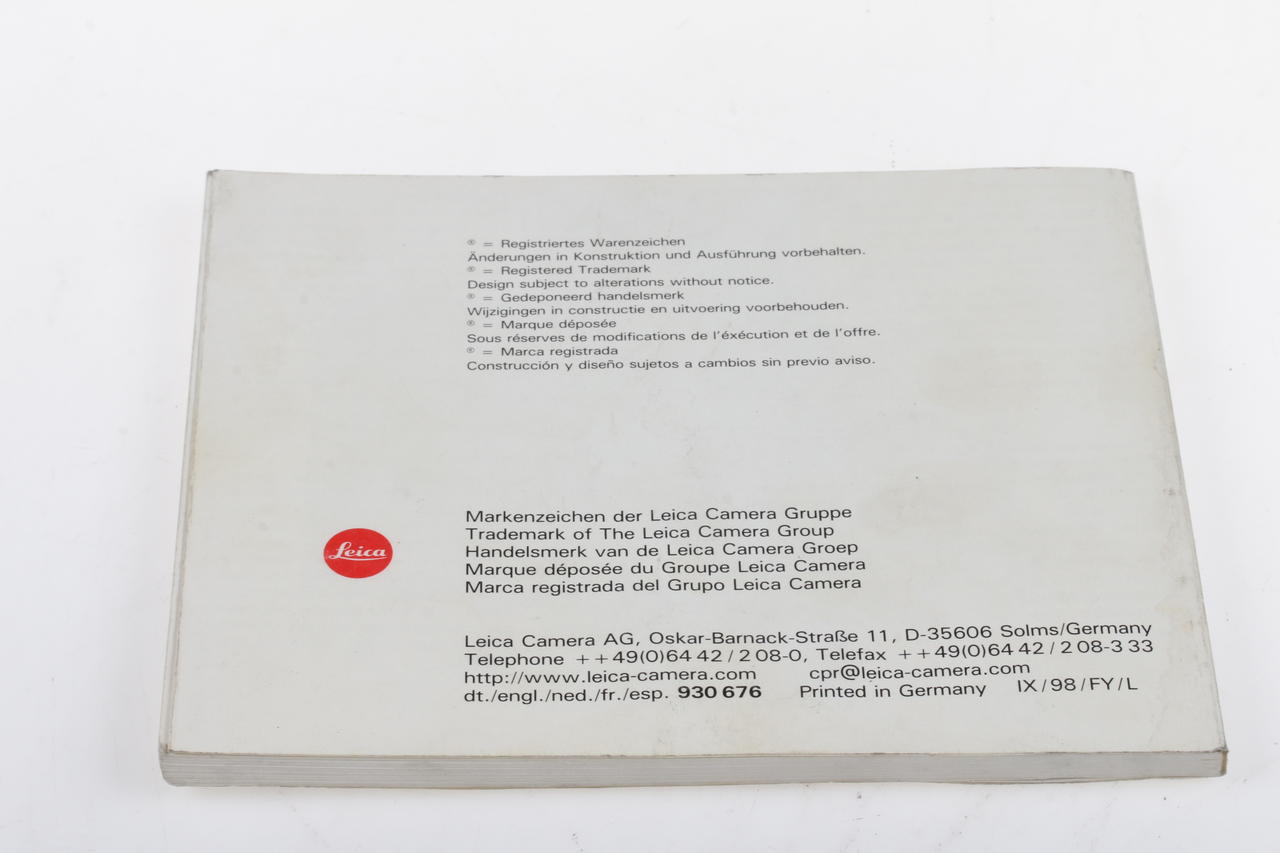 ® = Registriertes Warenzeichen
Änderungen in Konstruktion und Ausführung vorbehalten.
® = Registered Trademark
Design subject to alterations without notice.
® = Gedeponeerd handelsmerk
Wijzigingen in constructie en uitvoering voorbehouden.
® = Marque déposée
Sous réserves de modifications de l'éxécution et de l'offre.
® = Marca registrada
Construcción y diseño sujetos a cambios sin previo aviso.
Leica
Markenzeichen der Leica Camera Gruppe
Trademark of The Leica Camera Group
Handelsmerk van de Leica Camera Groep
Marque déposée du Groupe Leica Camera
Marca registrada del Grupo Leica Camera
Leica Camera AG, Oskar-Barnack-Straße 11, D-35606 Solms/Germany
Telephone ++49(0)64 42/2 08-0, Telefax ++49(0)64 42/2 08-3 33
http://www.leica-camera.com cpr@leica-camera.com
dt./engl./ned./fr./esp. 930 676 Printed in Germany IX/98/FY/L